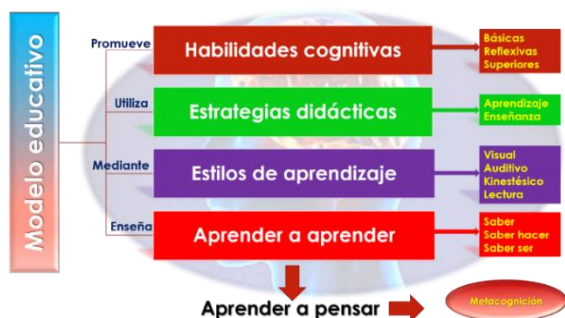 Modelo educativo
Promueve
Habilidades cognitivas
Básicas
Reflexivas
Superiores
Utiliza
Estrategias didácticas
Aprendizaje
Enseñanza
Mediante
Estilos de aprendizaje
Visual
Auditivo
Kinestésico
Lectura
Enseña
Aprender a aprender
Saber
Saber hacer
Saber ser
Aprender a pensar
Metacognición